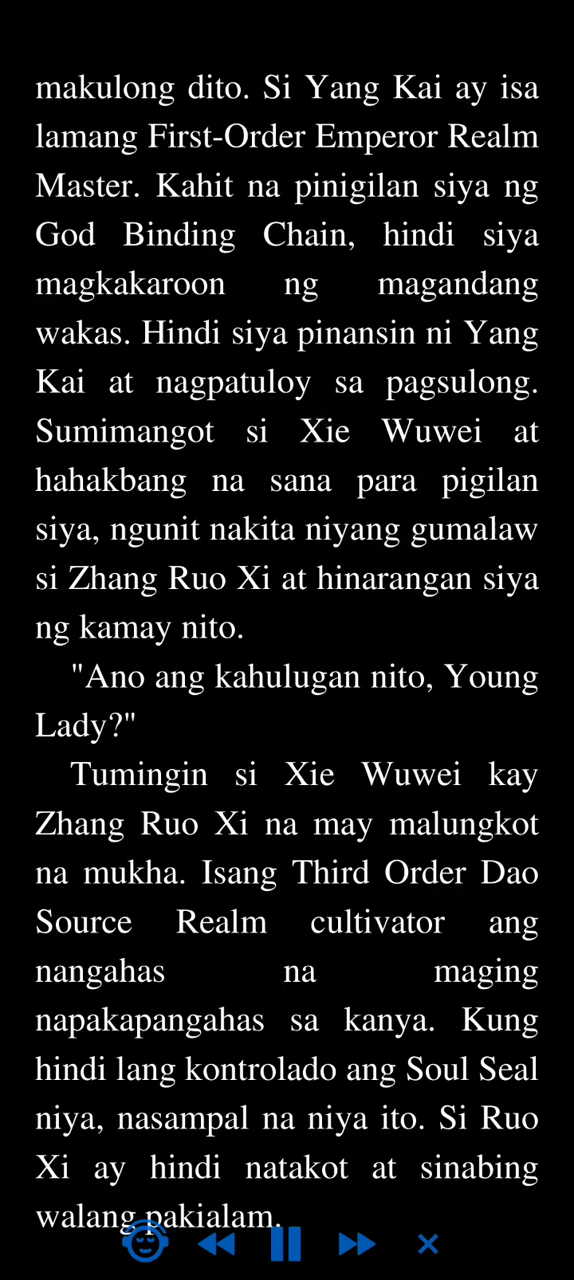 makulong dito. Si Yang Kai ay isa
lamang First-Order Emperor Realm
Master. Kahit na pinigilan siya ng
God Binding Chain, hindi siya
magkakaroon ng magandang
wakas. Hindi siya pinansin ni Yang
Kai at nagpatuloy sa pagsulong.
Sumimangot si Xie Wuwei at
hahakbang na sana para pigilan
siya, ngunit nakita niyang gumalaw
si Zhang Ruo Xi at hinarangan siya
ng kamay nito.
"Ano ang kahulugan nito, Young
Lady?"
Tumingin si Xie Wuwei kay
Zhang Ruo Xi na may malungkot
na mukha. Isang Third Order Dao
Source Realm cultivator ang
nangahas na maging
napakapangahas sa kanya. Kung
hindi lang kontrolado ang Soul Seal
niya, nasampal na niya ito. Si Ruo
Xi ay hindi natakot at sinabing
walang pakialam.